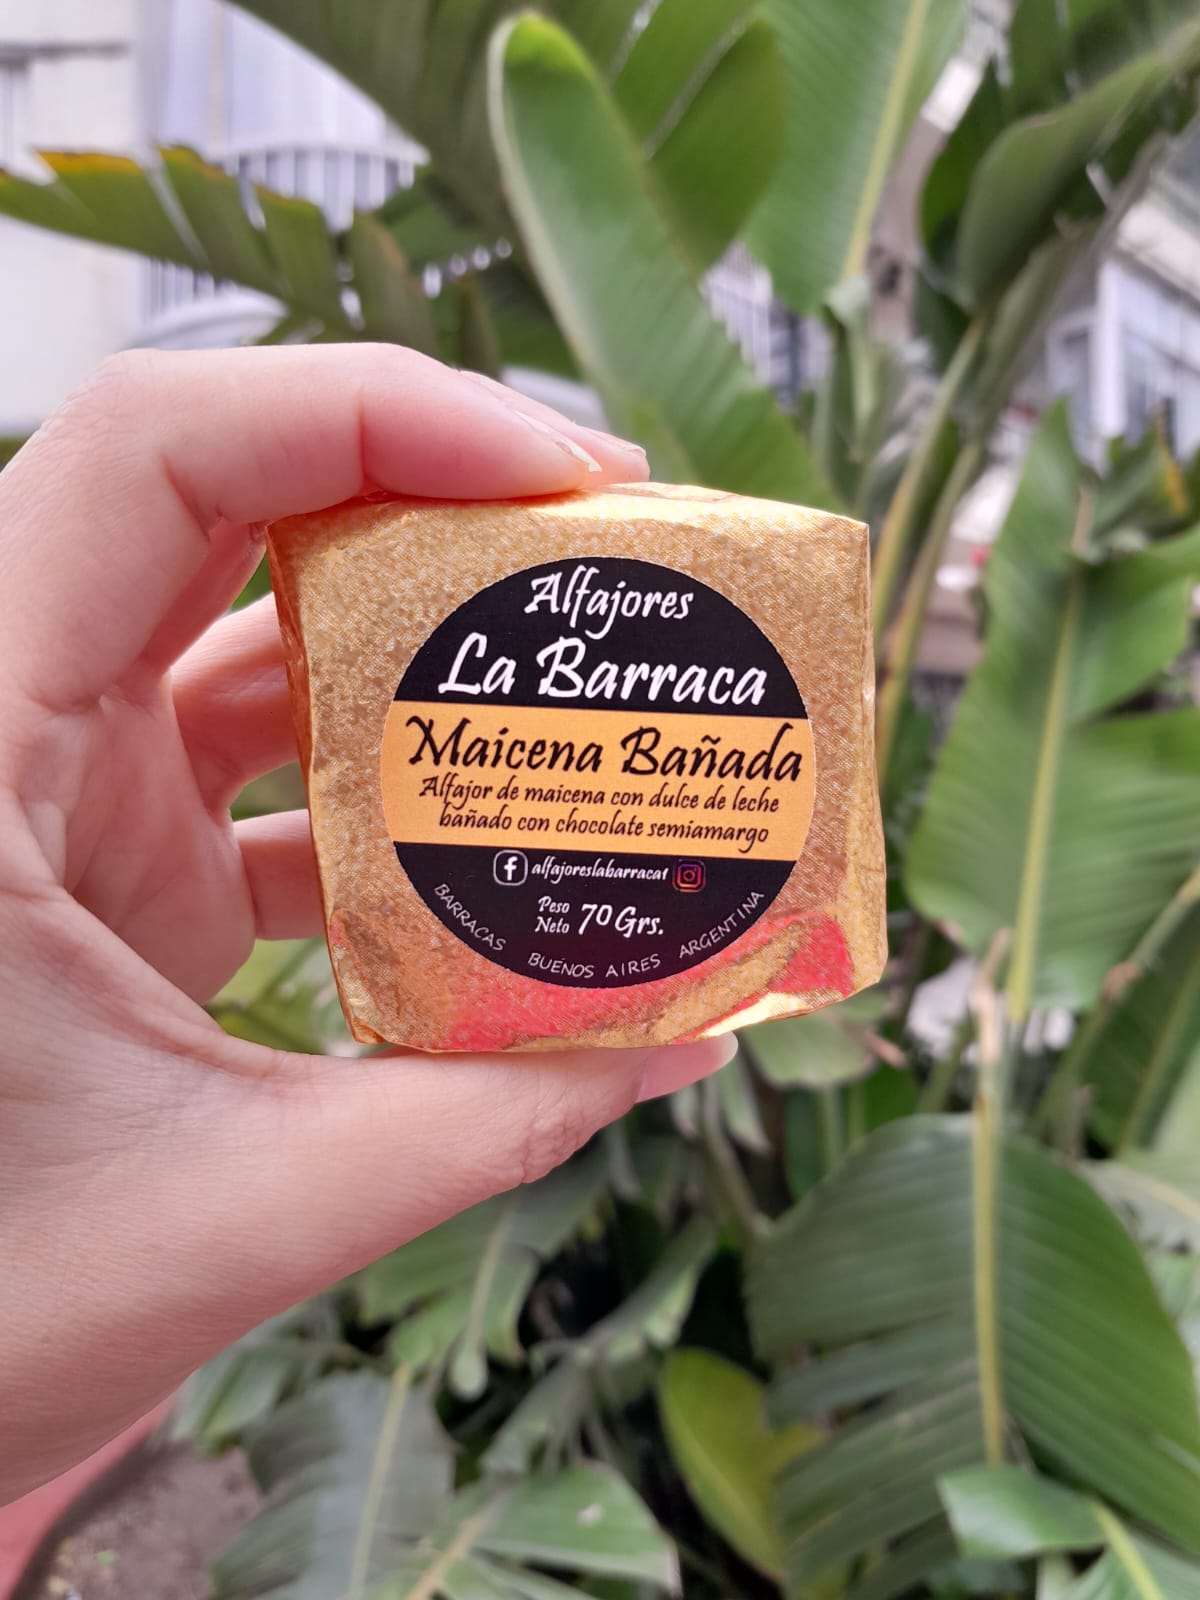 Alfajores
La Barraca
Maicena Bañada
Alfajor de maicena con dulce de leche
bañado con chocolate semiamargo
alfajoreslabarraca1
Peso
Neto 70 Grs.
BARRACAS BUENOS AIRES ARGENTINA